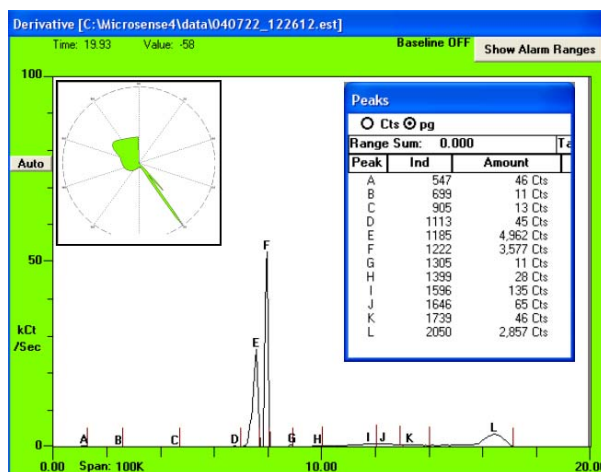 Derivative [C:\Microsense4\data\040722_122612.est]
Time: 19.93 Value: -58 Baseline OFF Show Alarm Ranges
100
Auto
50
kCt
/Sec
0
A B C D E F G H I J K L
0.00 Span: 100K 10.00 20.00
Peaks
Cts pg
Range Sum: 0.000 Ta
Peak Ind Amount
A 547 46 Cts
B 699 11 Cts
C 905 13 Cts
D 1113 45 Cts
E 1185 4,962 Cts
F 1222 3,577 Cts
G 1305 11 Cts
H 1399 28 Cts
I 1596 135 Cts
J 1646 65 Cts
K 1739 46 Cts
L 2050 2,857 Cts